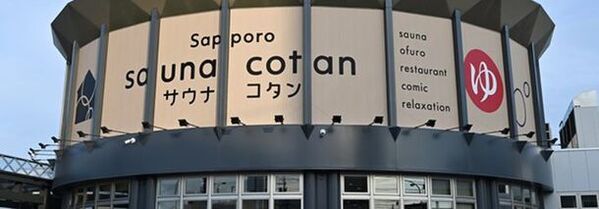 Sapporo
sauna cotan
サウナ コタン
sauna
ofuro
restaurant
comic
relaxation
ゆ